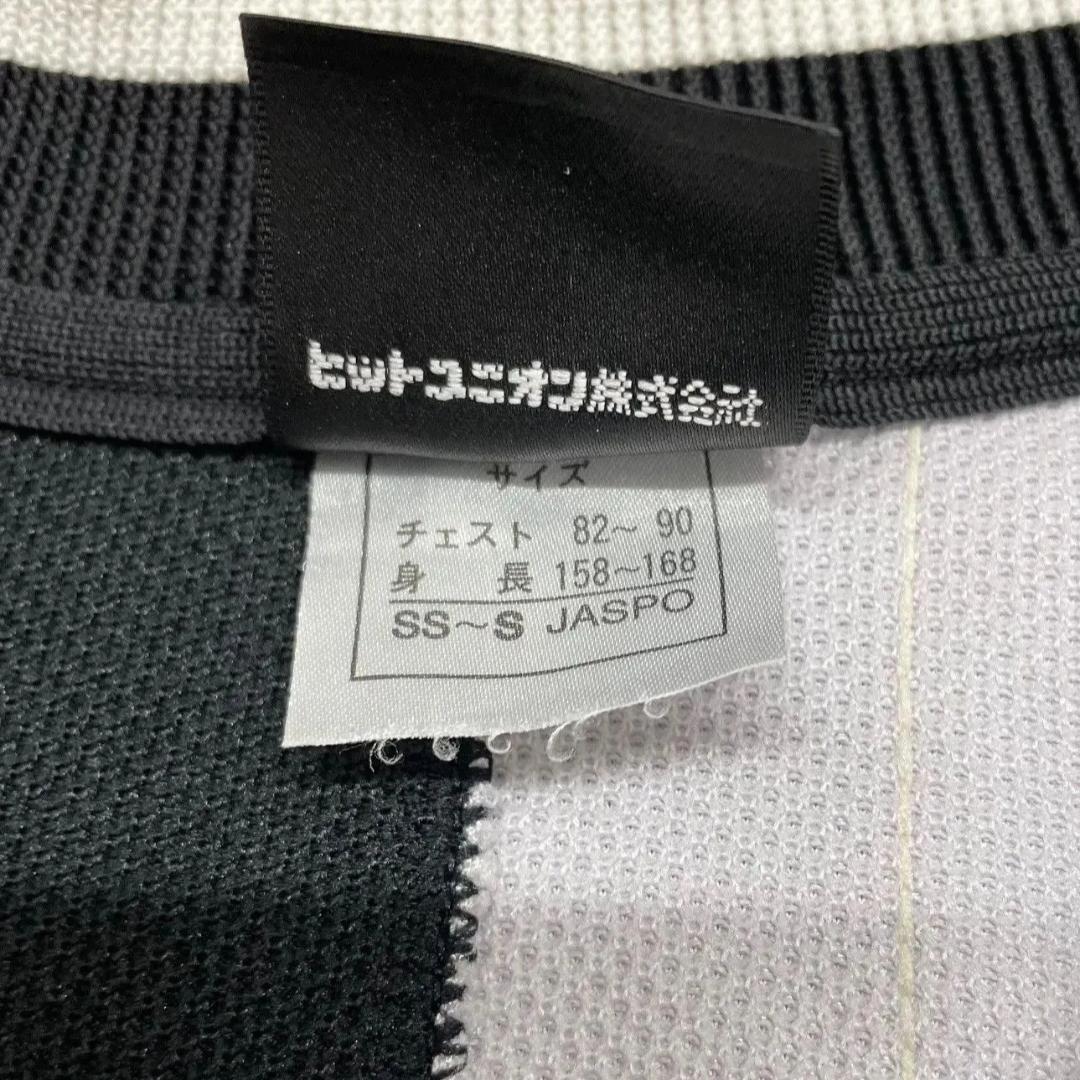 ヒットユニオン株式会社
サイズ
チェスト 82〜 90
身 長 158〜168
SS〜S JASPO